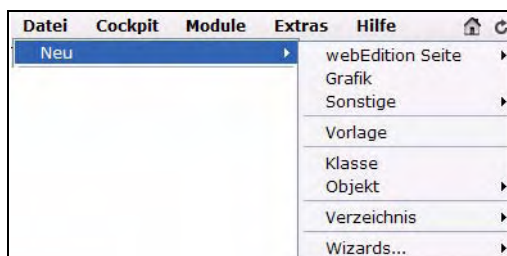 Datei Cockpit Module Extras Hilfe
Neu
webEdition Seite
Grafik
Sonstige
Vorlage
Klasse
Objekt
Verzeichnis
Wizards...